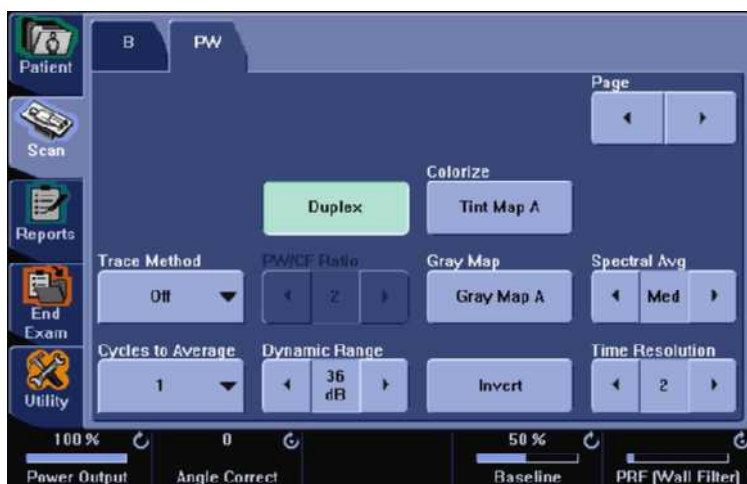 Patient
Scan
Reports
End
Exam
Utility
B
PW
Page
Colorize
Duplex
Tint Map A
Trace Method
PW/CF Ratio
Gray Map
Spectral Avg
Off
2
Gray Map A
Med
Cycles to Average
Dynamic Range
Time Resolution
1
36
dB
Invert
2
100 %
0
50 %
Power Output
Angle Correct
Baseline
PRF (Wall Filter)